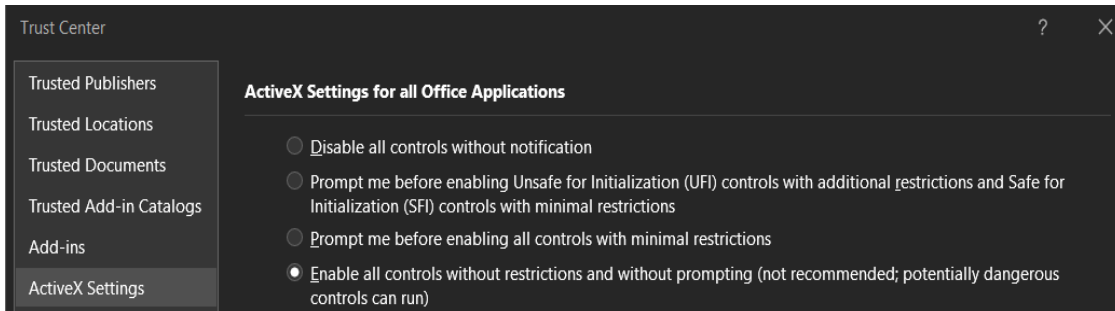 Trust Center
?
Trusted Publishers
Trusted Locations
Trusted Documents
Trusted Add-in Catalogs
Add-ins
ActiveX Settings
ActiveX Settings for all Office Applications
Disable all controls without notification
Prompt me before enabling Unsafe for Initialization (UFI) controls with additional restrictions and Safe for
Initialization (SFI) controls with minimal restrictions
Prompt me before enabling all controls with minimal restrictions
Enable all controls without restrictions and without prompting (not recommended; potentially dangerous
controls can run)